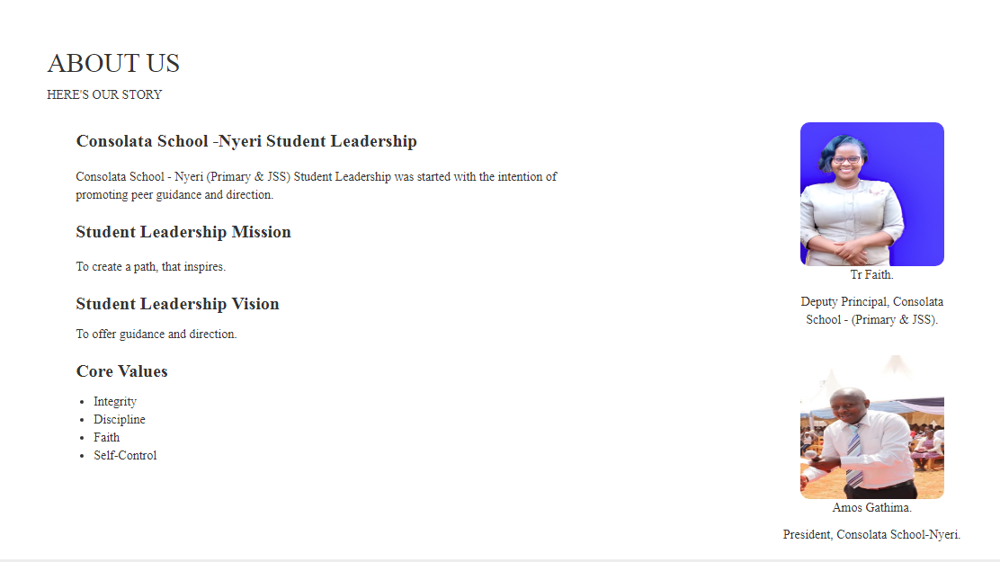 ABOUT US
HERE'S OUR STORY
Consolata School -Nyeri Student Leadership
Consolata School - Nyeri (Primary & JSS) Student Leadership was started with the intention of
promoting peer guidance and direction.
Student Leadership Mission
To create a path, that inspires.
Student Leadership Vision
To offer guidance and direction.
Core Values
• Integrity
• Discipline
• Faith
• Self-Control
Tr Faith.
Deputy Principal, Consolata
School - (Primary & JSS).
Amos Gathima.
President, Consolata School-Nyeri.